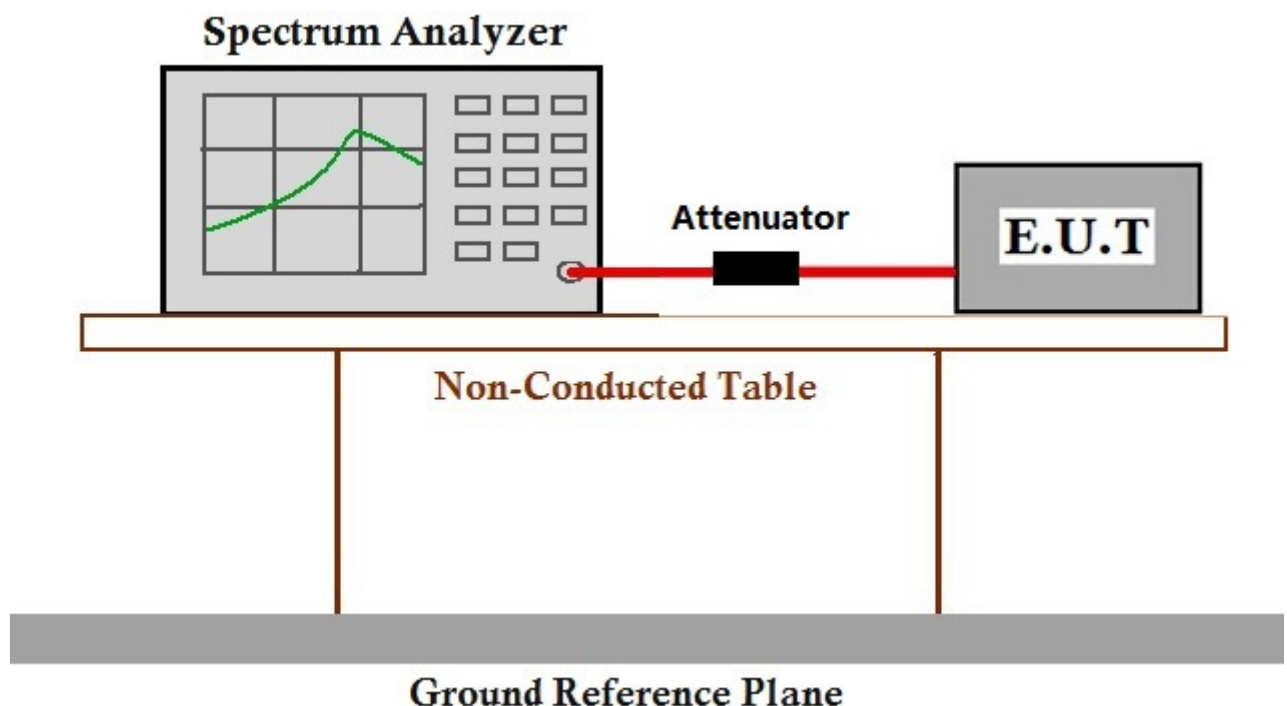 Spectrum Analyzer
Attenuator
E.U.T
Non-Conducted Table
Ground Reference Plane